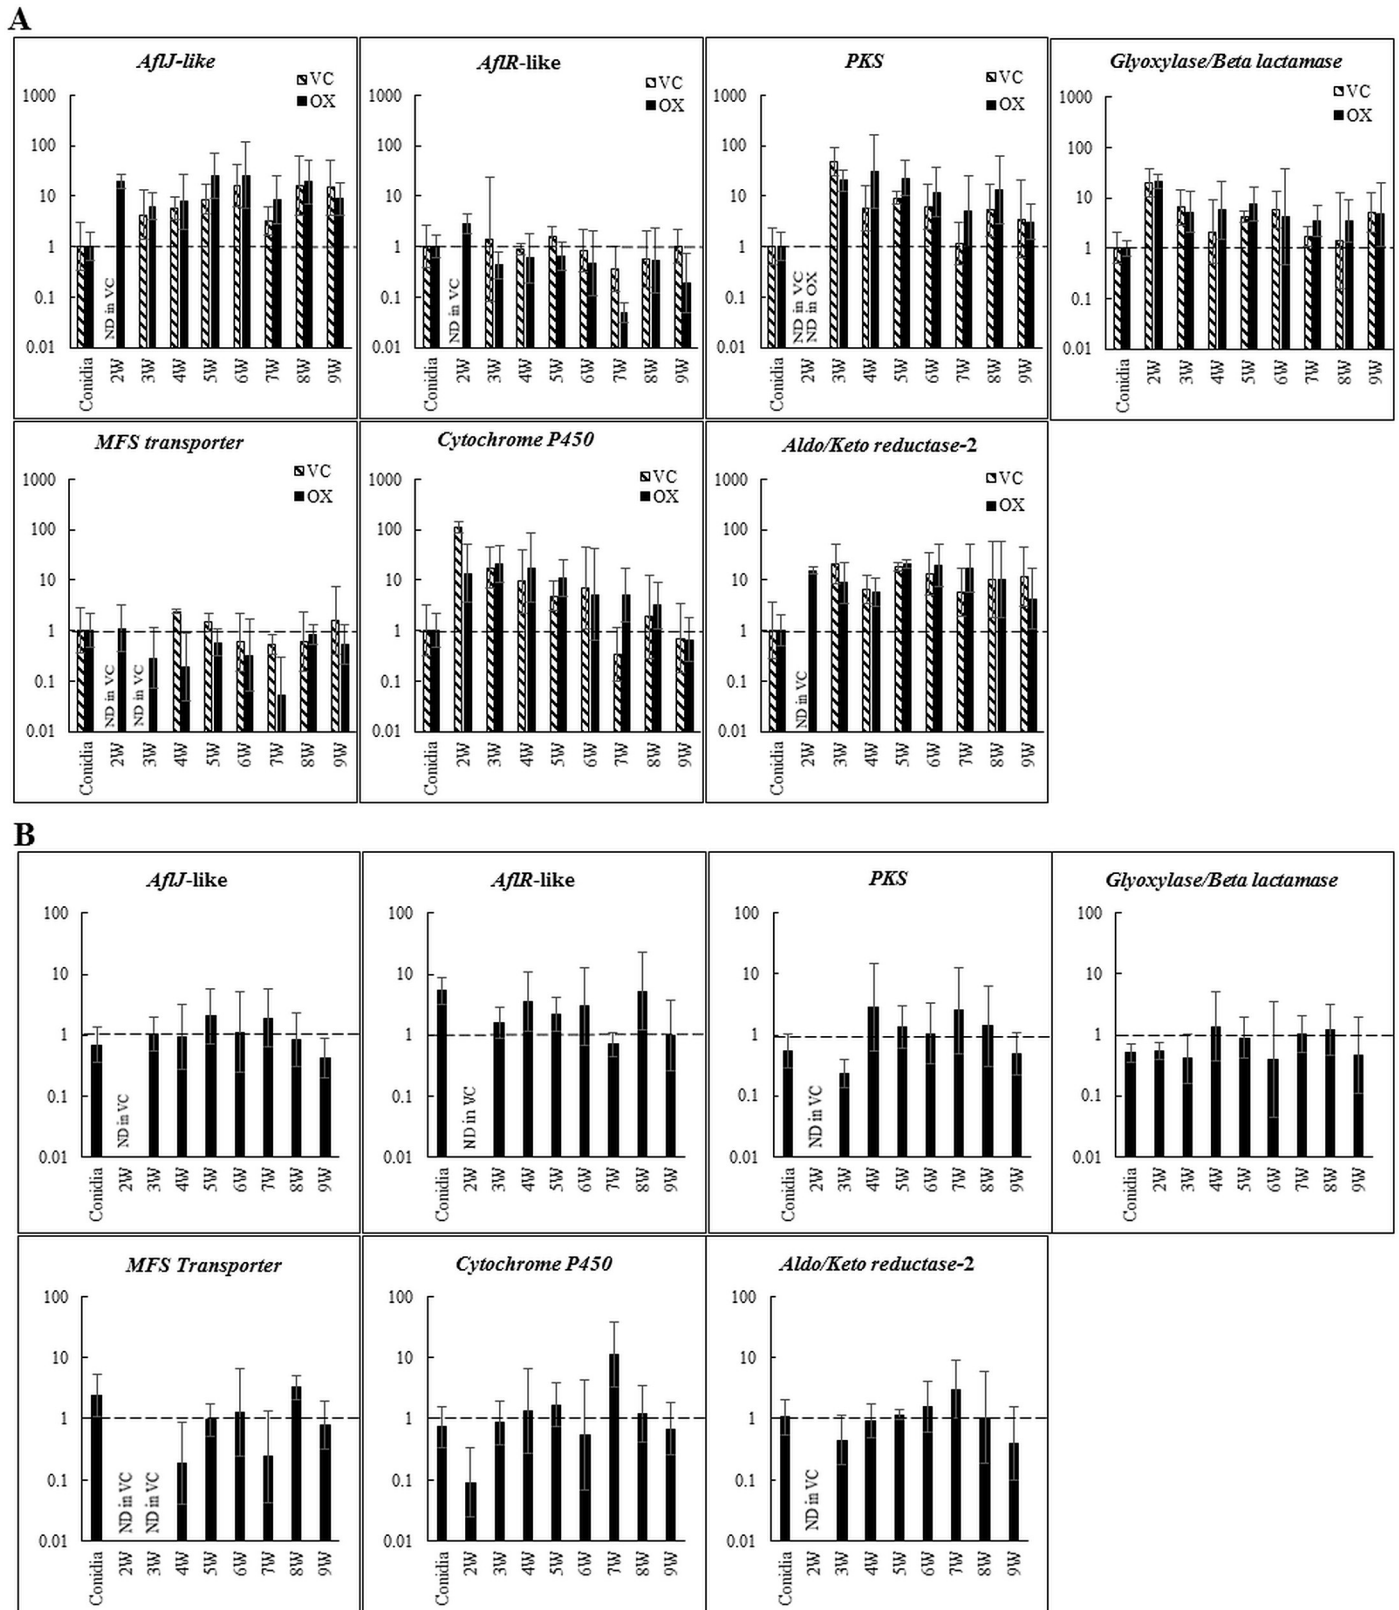 A
AflJ-like
VC
OX
1000
100
10
1
0.1
0.01
ND in VC
Conidia
2W
3W
4W
5W
6W
7W
8W
9W
AflR-like
VC
OX
1000
100
10
1
0.1
0.01
ND in VC
Conidia
2W
3W
4W
5W
6W
7W
8W
9W
PKS
VC
OX
1000
100
10
1
0.1
0.01
ND in VC
ND in OX
Conidia
2W
3W
4W
5W
6W
7W
8W
9W
Glyoxylase/Beta lactamase
VC
OX
1000
100
10
1
0.1
0.01
Conidia
2W
3W
4W
5W
6W
7W
8W
9W
MFS transporter
VC
OX
1000
100
10
1
0.1
0.01
ND in VC
ND in VC
Conidia
2W
3W
4W
5W
6W
7W
8W
9W
Cytochrome P450
VC
OX
1000
100
10
1
0.1
0.01
Conidia
2W
3W
4W
5W
6W
7W
8W
9W
Aldo/Keto reductase-2
VC
OX
1000
100
10
1
0.1
0.01
ND in VC
Conidia
2W
3W
4W
5W
6W
7W
8W
9W
B
AflJ-like
100
10
1
0.1
0.01
ND in VC
Conidia
2W
3W
4W
5W
6W
7W
8W
9W
AflR-like
100
10
1
0.1
0.01
ND in VC
Conidia
2W
3W
4W
5W
6W
7W
8W
9W
PKS
100
10
1
0.1
0.01
ND in VC
Conidia
2W
3W
4W
5W
6W
7W
8W
9W
Glyoxylase/Beta lactamase
100
10
1
0.1
0.01
Conidia
2W
3W
4W
5W
6W
7W
8W
9W
MFS Transporter
100
10
1
0.1
0.01
ND in VC
ND in VC
Conidia
2W
3W
4W
5W
6W
7W
8W
9W
Cytochrome P450
100
10
1
0.1
0.01
Conidia
2W
3W
4W
5W
6W
7W
8W
9W
Aldo/Keto reductase-2
100
10
1
0.1
0.01
ND in VC
Conidia
2W
3W
4W
5W
6W
7W
8W
9W